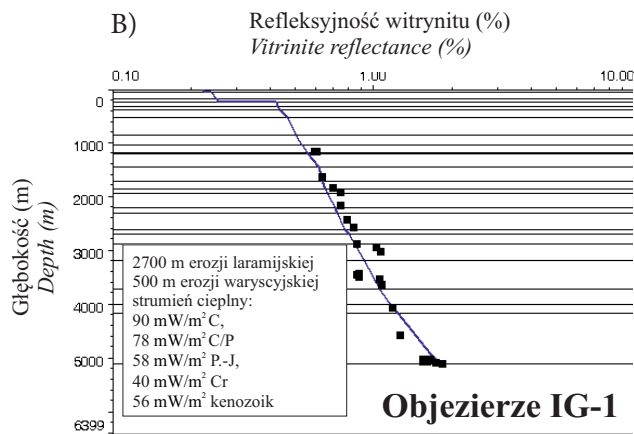 B)
Refleksyjność witrynitu (%)
Vitrinite reflectance (%)
0.10
1.00
10.00
Głębokość (m)
Depth (m)
0
1000
2000
3000
4000
5000
6399
2700 m erozji laramijskiej
500 m erozji waryscyjskiej
strumień cieplny:
90 mW/m² C,
78 mW/m² C/P
58 mW/m² P.-J,
40 mW/m² Cr
56 mW/m² kenozoik
Objezierze IG-1